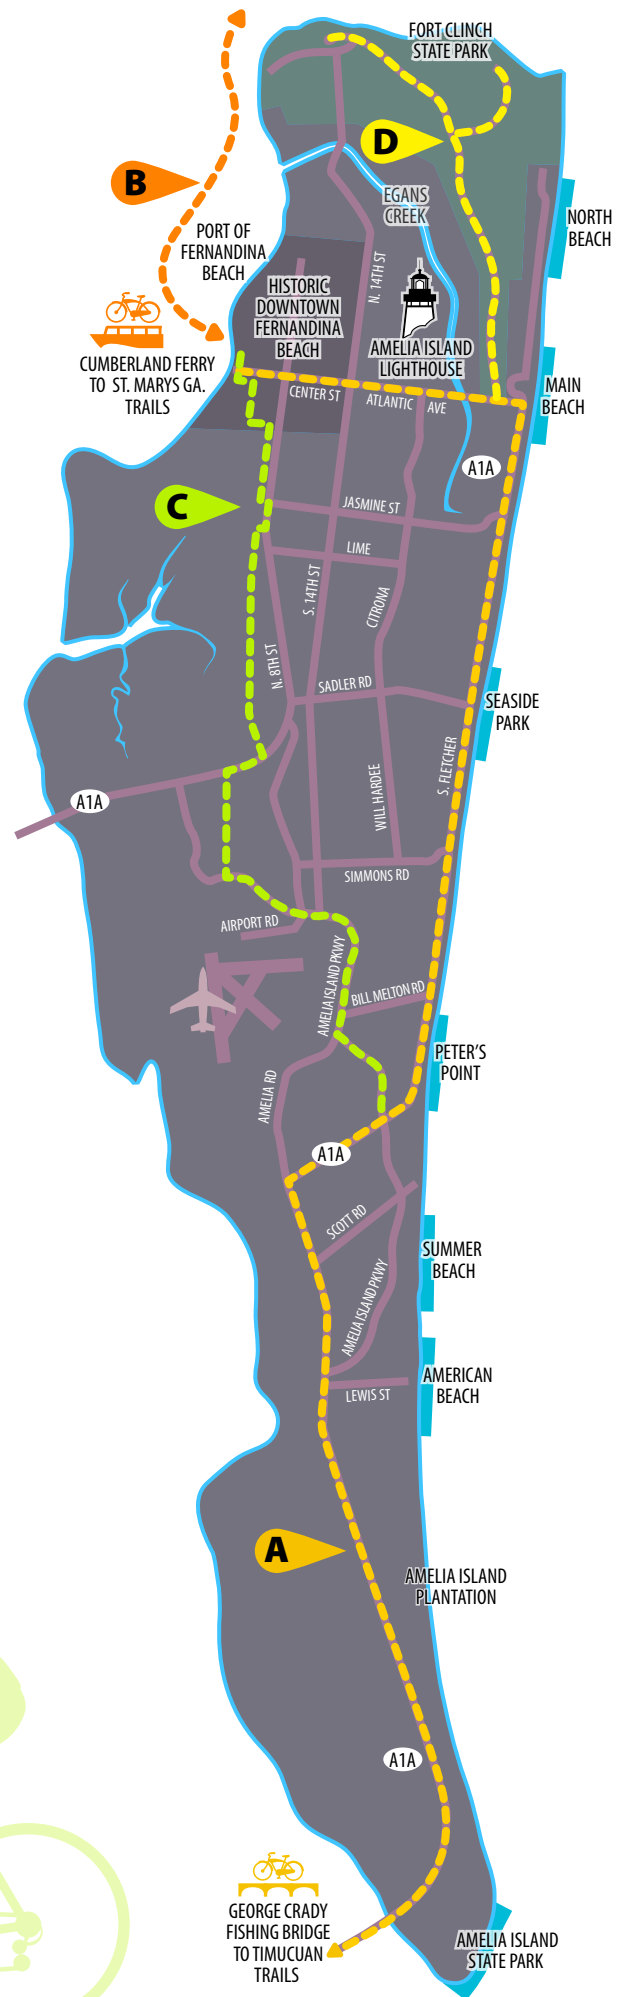 FORT CLINCH
STATE PARK
D
B
EGANS
CREEK
NORTH
BEACH
PORT OF
FERNANDINA
BEACH
N. 14TH ST
HISTORIC
DOWNTOWN
FERNANDINA
BEACH
AMELIA ISLAND
LIGHTHOUSE
CUMBERLAND FERRY
TO ST. MARYS GA.
TRAILS
MAIN
BEACH
CENTER ST
ATLANTIC
AVE
A1A
C
JASMINE ST
LIME
S. 14TH ST
CITRONA
N. 8TH ST
SADLER RD
SEASIDE
PARK
S. FLETCHER
WILL HARDEE
A1A
SIMMONS RD
AIRPORT RD
AMELIA ISLAND PKWY
BILL MELTON RD
PETER'S
POINT
AMELIA RD
A1A
SCOTT RD
SUMMER
BEACH
AMELIA ISLAND PKWY
AMERICAN
BEACH
LEWIS ST
A
AMELIA ISLAND
PLANTATION
A1A
GEORGE CRADY
FISHING BRIDGE
TO TIMUCUAN
TRAILS
AMELIA ISLAND
STATE PARK